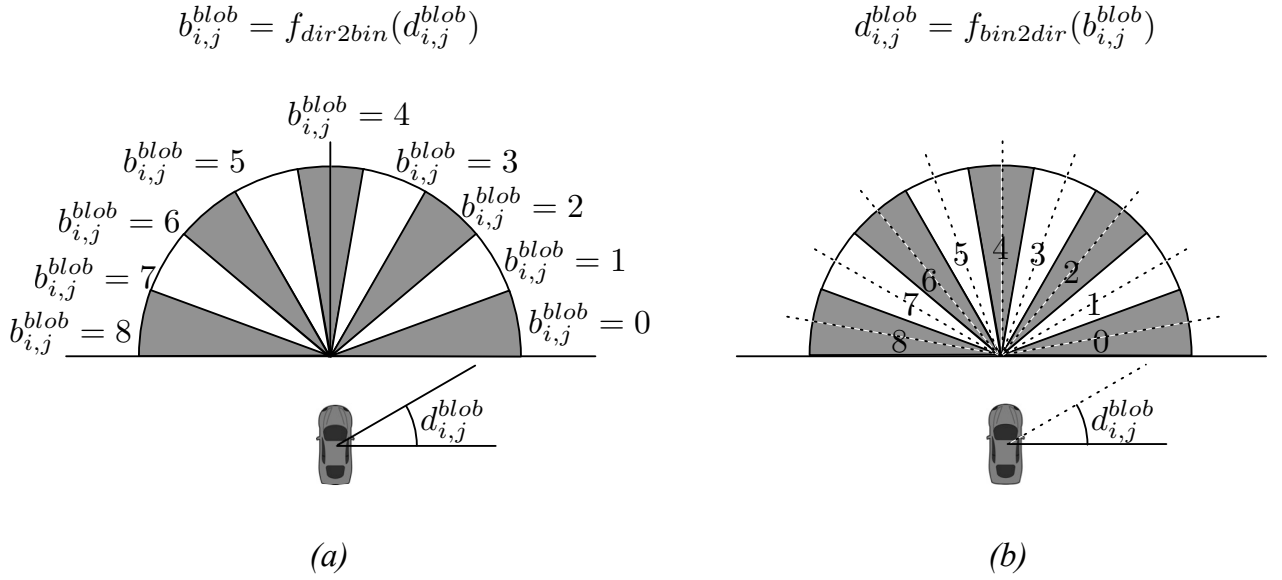 b_{i,j}^{blob} = f_{dir2bin}(d_{i,j}^{blob})
b_{i,j}^{blob} = 4
b_{i,j}^{blob} = 5
b_{i,j}^{blob} = 3
b_{i,j}^{blob} = 6
b_{i,j}^{blob} = 2
b_{i,j}^{blob} = 7
b_{i,j}^{blob} = 1
b_{i,j}^{blob} = 8
b_{i,j}^{blob} = 0
d_{i,j}^{blob}
(a)
d_{i,j}^{blob} = f_{bin2dir}(b_{i,j}^{blob})
8
7
6
5
4
3
2
1
0
d_{i,j}^{blob}
(b)